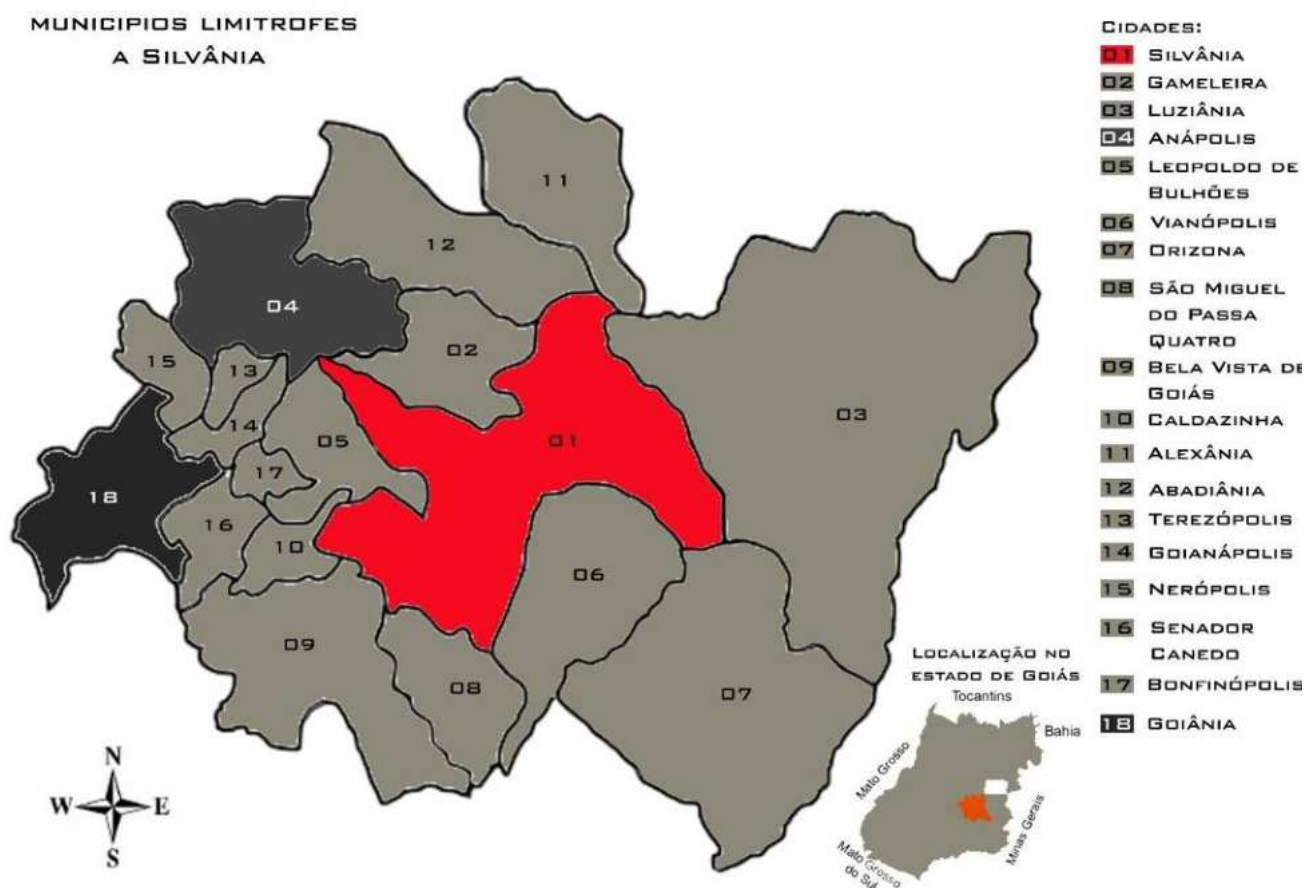 MUNICIPIOS LIMITROFES
A SILVÂNIA
CIDADES:
01 SILVÂNIA
02 GAMELEIRA
03 LUZIÂNIA
04 ANÁPOLIS
05 LEOPOLDO DE
BULHÕES
06 VIANÓPOLIS
07 ORIZONA
08 SÃO MIGUEL
DO PASSA
QUATRO
09 BELA VISTA DE
GOIÁS
10 CALDAZINHA
11 ALEXÂNIA
12 ABADIÂNIA
13 TEREZÓPOLIS
14 GOIANÁPOLIS
15 NERÓPOLIS
16 SENADOR
CANEDO
17 BONFINÓPOLIS
18 GOIÂNIA
11
12
04
02
15
13
03
14
05
01
17
18
16
10
06
09
08
07
LOCALIZAÇÃO NO
ESTADO DE GOIÁS
Tocantins
Bahia
Mato Grosso
Minas Gerais
Mato Grosso
do Sul
N
W E
S